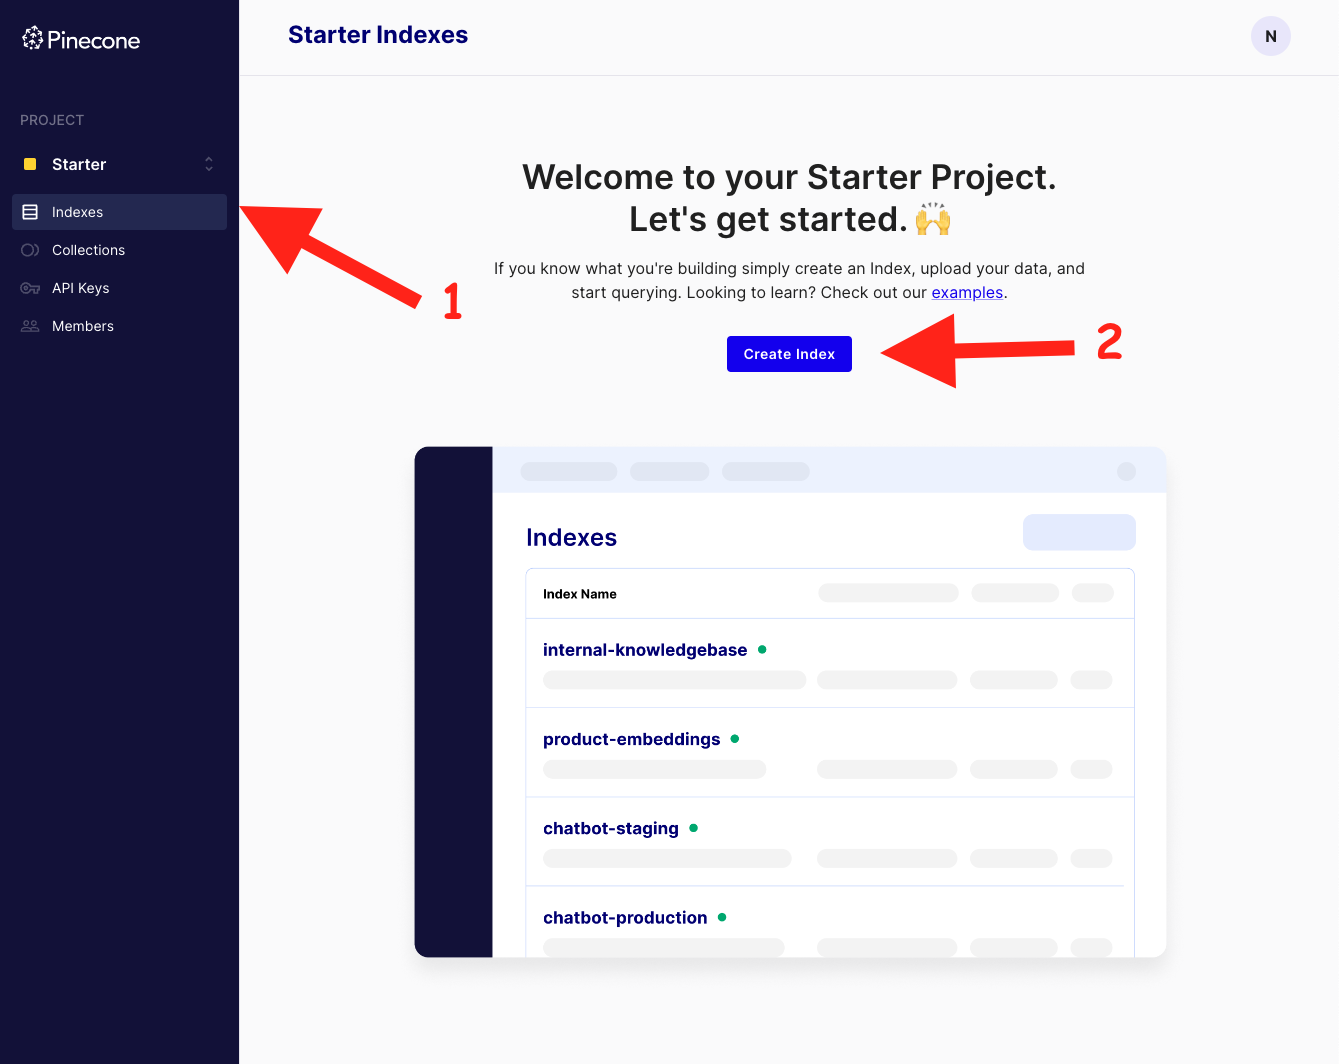 Pinecone
Starter Indexes
N
PROJECT
Starter
Indexes
Collections
API Keys
Members
1
Welcome to your Starter Project.
Let's get started. 🙌
If you know what you're building simply create an Index, upload your data, and
start querying. Looking to learn? Check out our examples.
Create Index
2
Indexes
Index Name
internal-knowledgebase
product-embeddings
chatbot-staging
chatbot-production